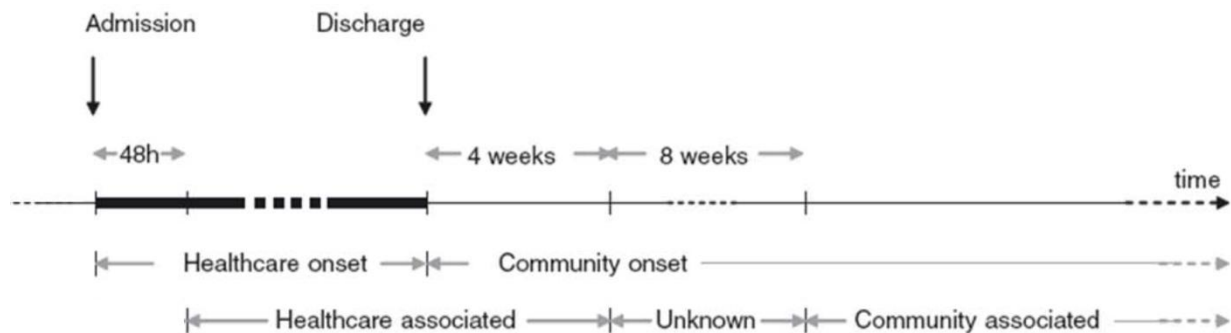 Admission Discharge
48h 4 weeks 8 weeks
time
Healthcare onset Community onset
Healthcare associated Unknown Community associated